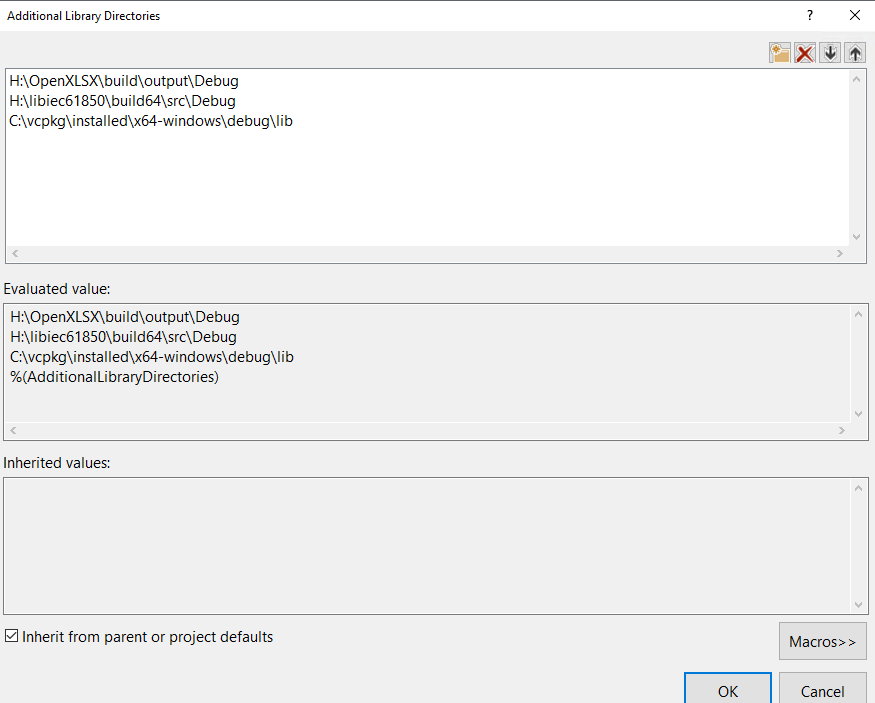 Additional Library Directories
?
H:\OpenXLSX\build\output\Debug
H:\libiec61850\build64\src\Debug
C:\vcpkg\installed\x64-windows\debug\lib
Evaluated value:
H:\OpenXLSX\build\output\Debug
H:\libiec61850\build64\src\Debug
C:\vcpkg\installed\x64-windows\debug\lib
%(AdditionalLibraryDirectories)
Inherited values:
Inherit from parent or project defaults
Macros>>
OK
Cancel